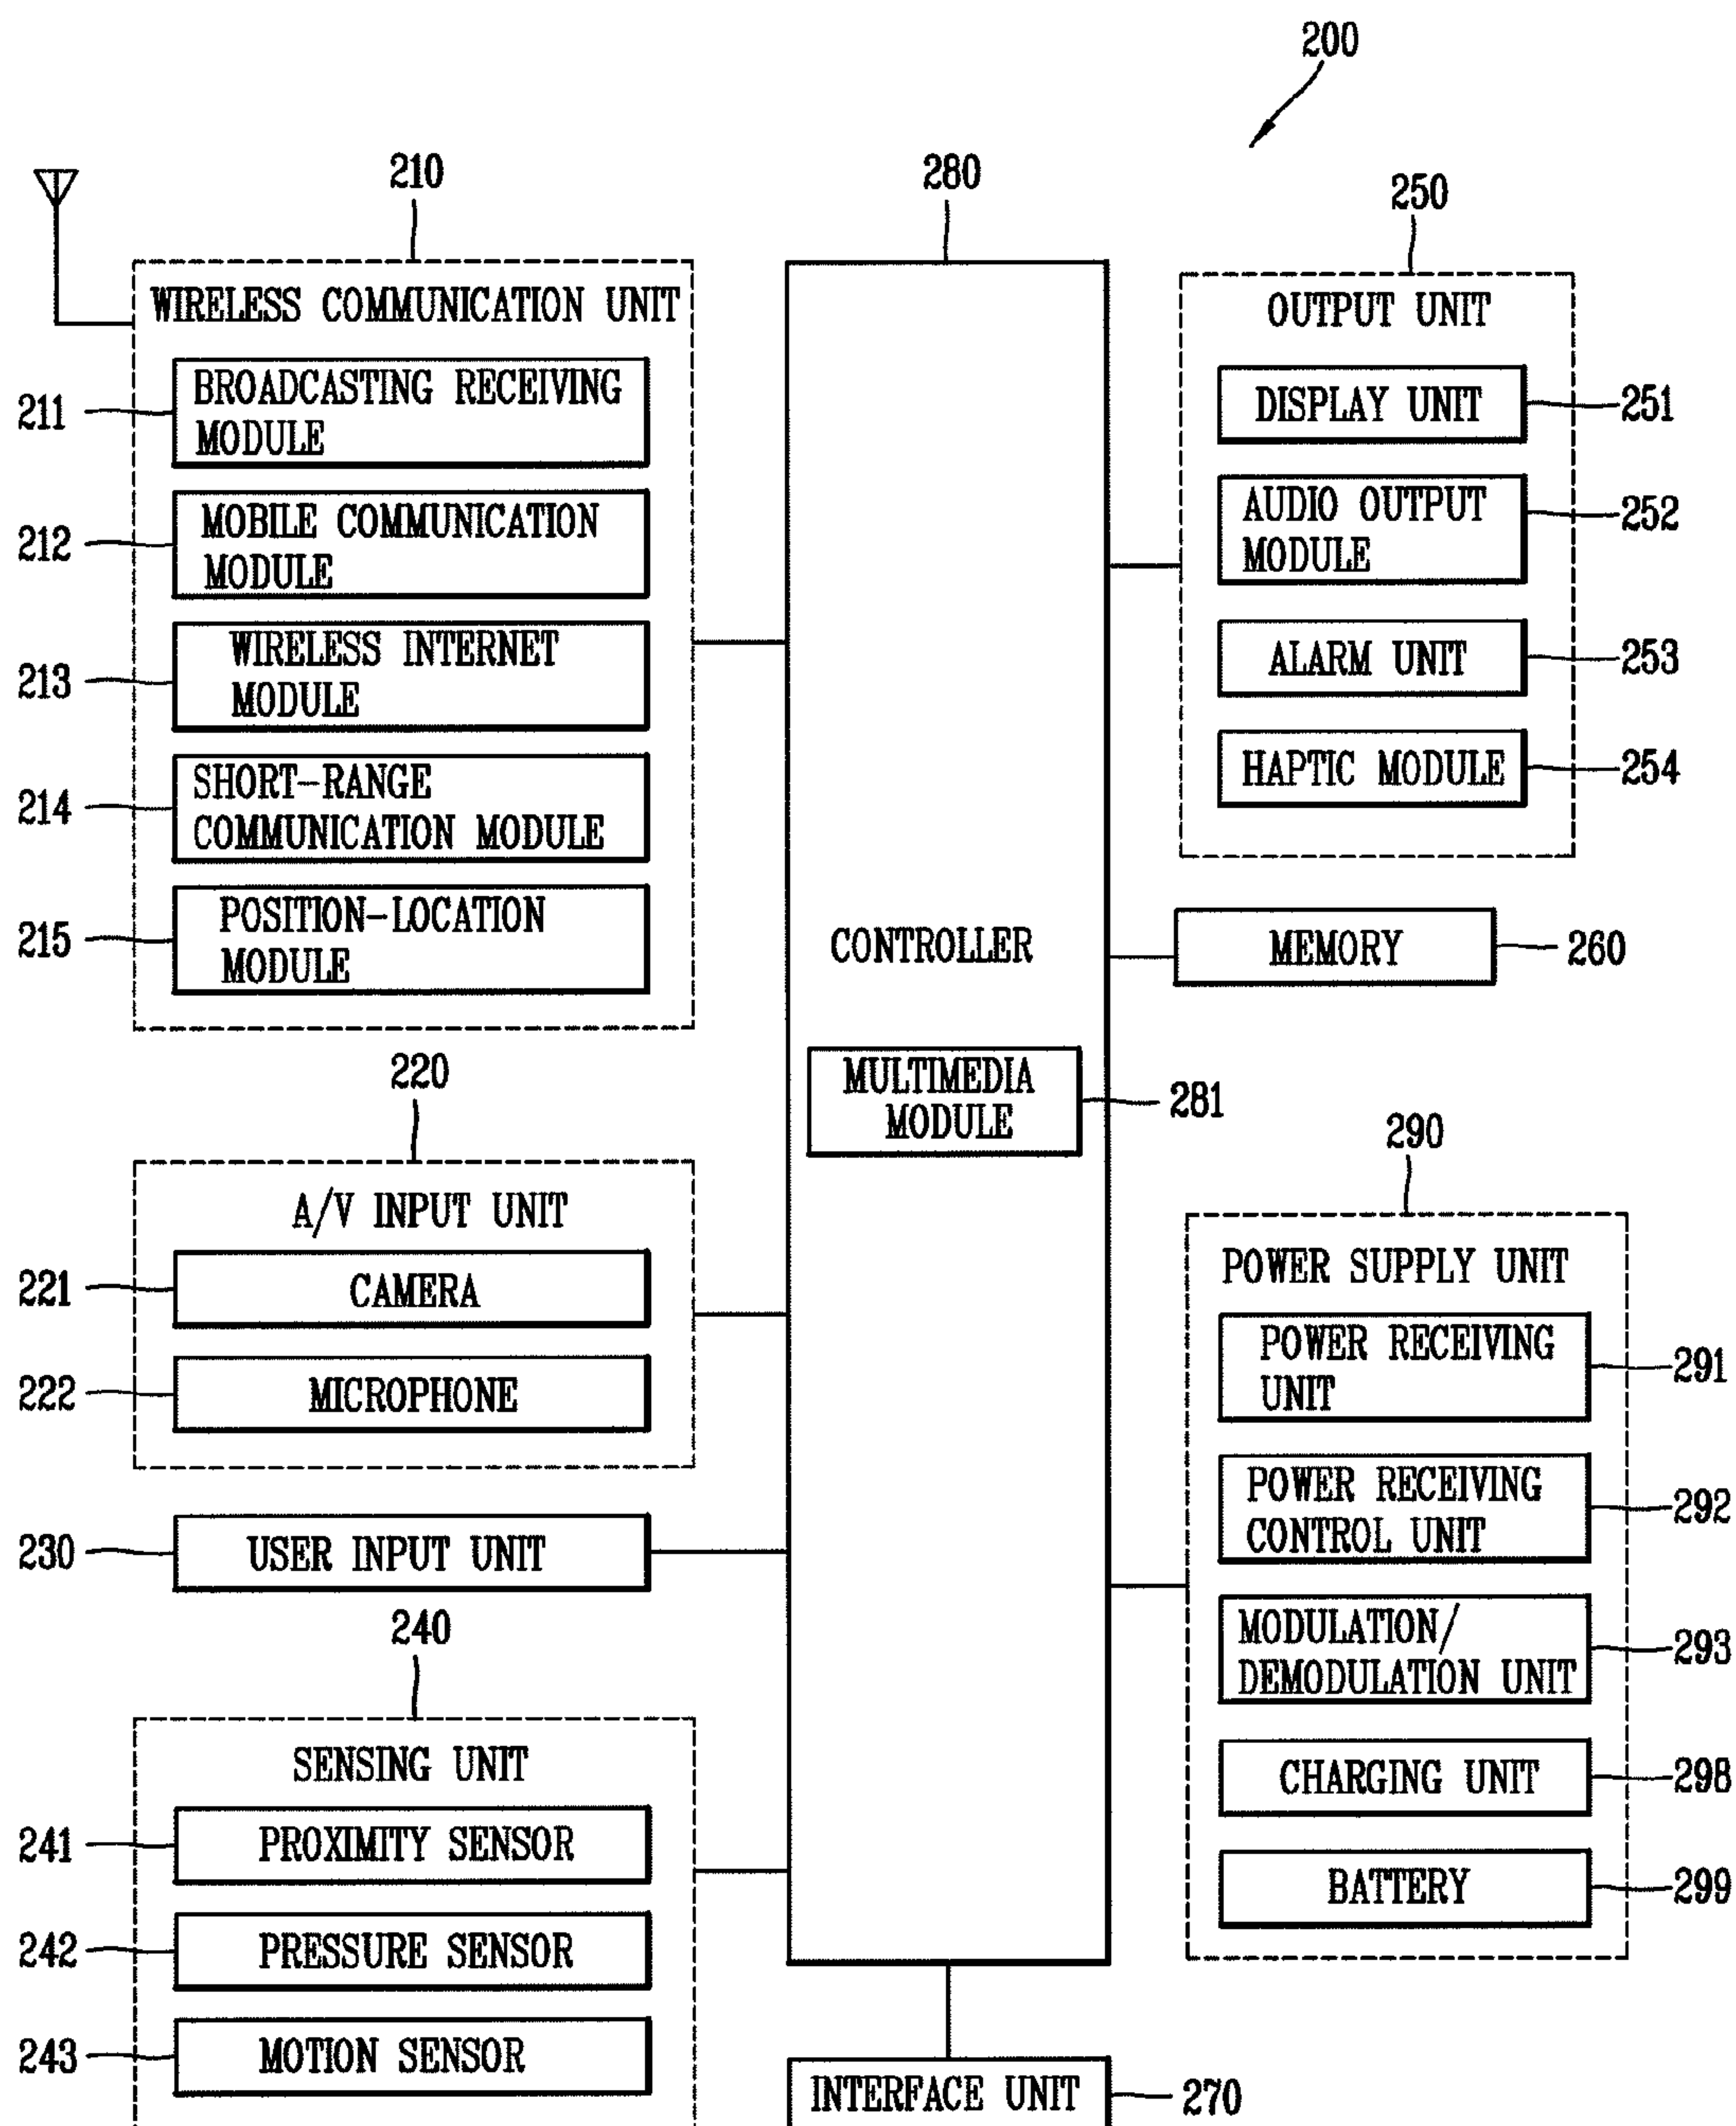 200
210
WIRELESS COMMUNICATION UNIT
211
BROADCASTING RECEIVING
MODULE
212
MOBILE COMMUNICATION
MODULE
213
WIRELESS INTERNET
MODULE
214
SHORT-RANGE
COMMUNICATION MODULE
215
POSITION-LOCATION
MODULE
220
A/V INPUT UNIT
221
CAMERA
222
MICROPHONE
230
USER INPUT UNIT
240
SENSING UNIT
241
PROXIMITY SENSOR
242
PRESSURE SENSOR
243
MOTION SENSOR
280
CONTROLLER
MULTIMEDIA
MODULE
281
INTERFACE UNIT
270
250
OUTPUT UNIT
DISPLAY UNIT
251
AUDIO OUTPUT
MODULE
252
ALARM UNIT
253
HAPTIC MODULE
254
MEMORY
260
290
POWER SUPPLY UNIT
POWER RECEIVING
UNIT
291
POWER RECEIVING
CONTROL UNIT
292
MODULATION/
DEMODULATION UNIT
293
CHARGING UNIT
298
BATTERY
299